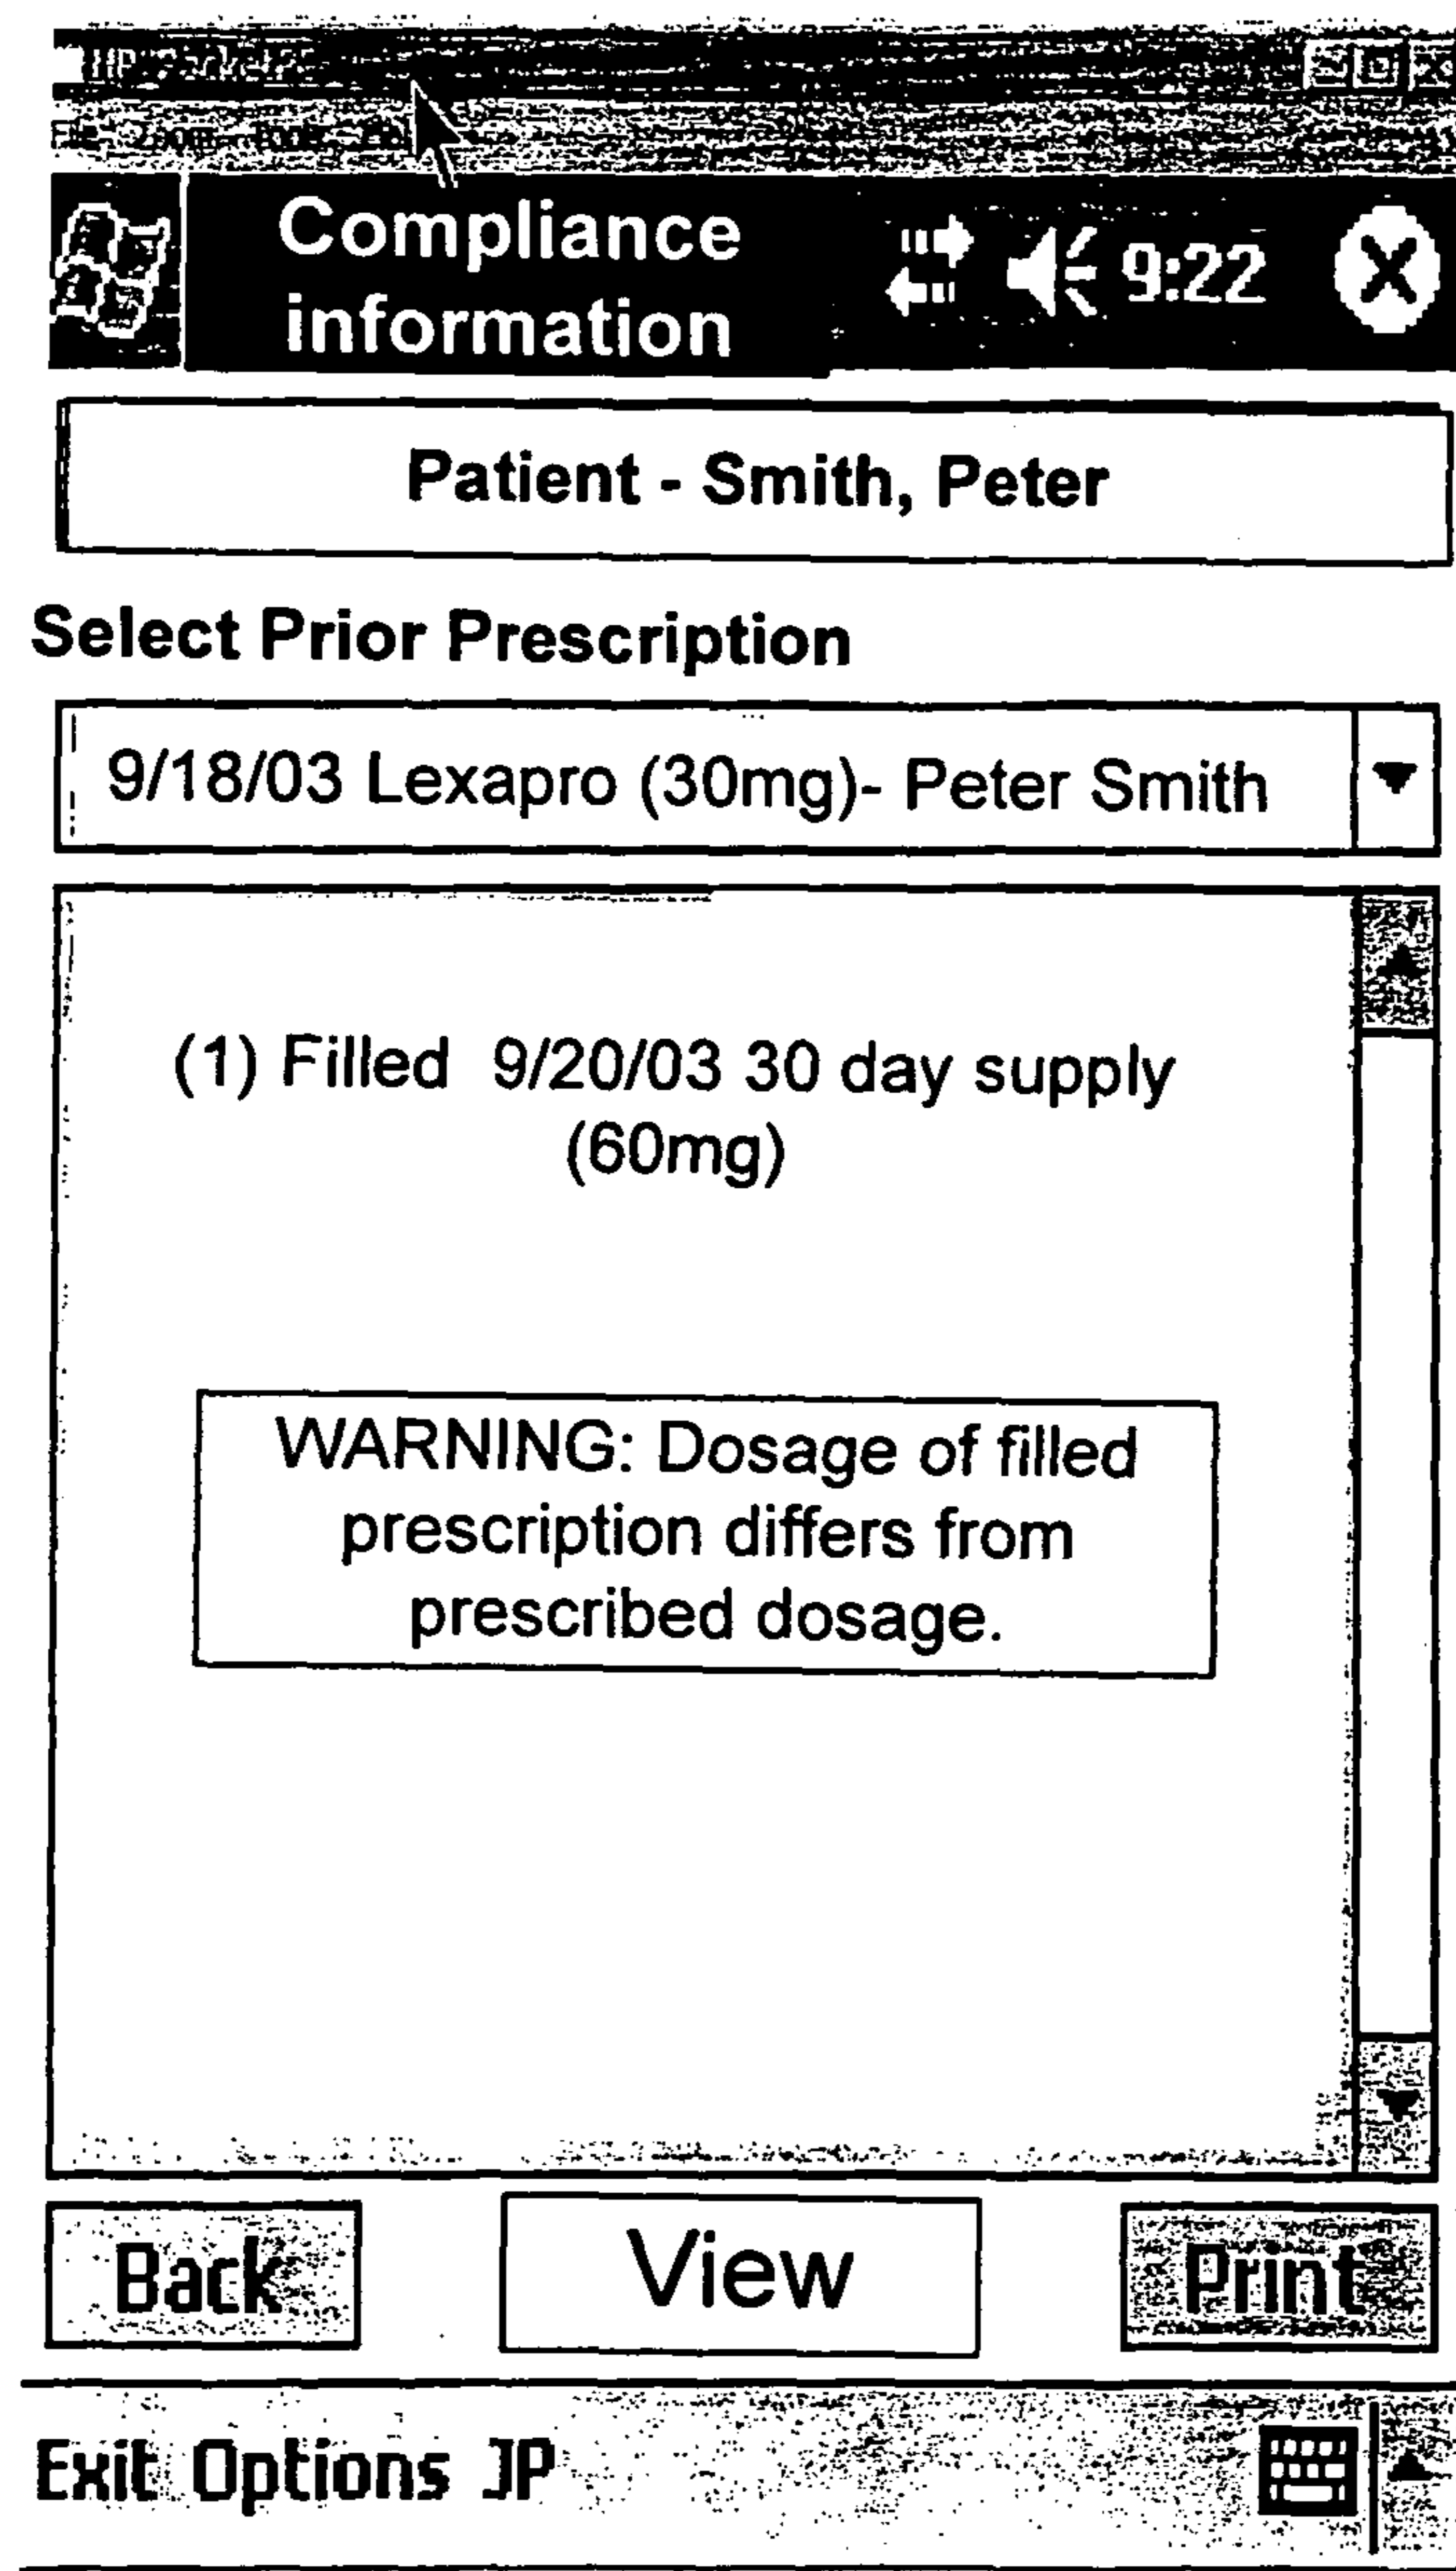 Compliance
information
9:22
Patient - Smith, Peter
Select Prior Prescription
9/18/03 Lexapro (30mg)- Peter Smith
(1) Filled 9/20/03 30 day supply
(60mg)
WARNING: Dosage of filled
prescription differs from
prescribed dosage.
Back
View
Print
Exit Options JP